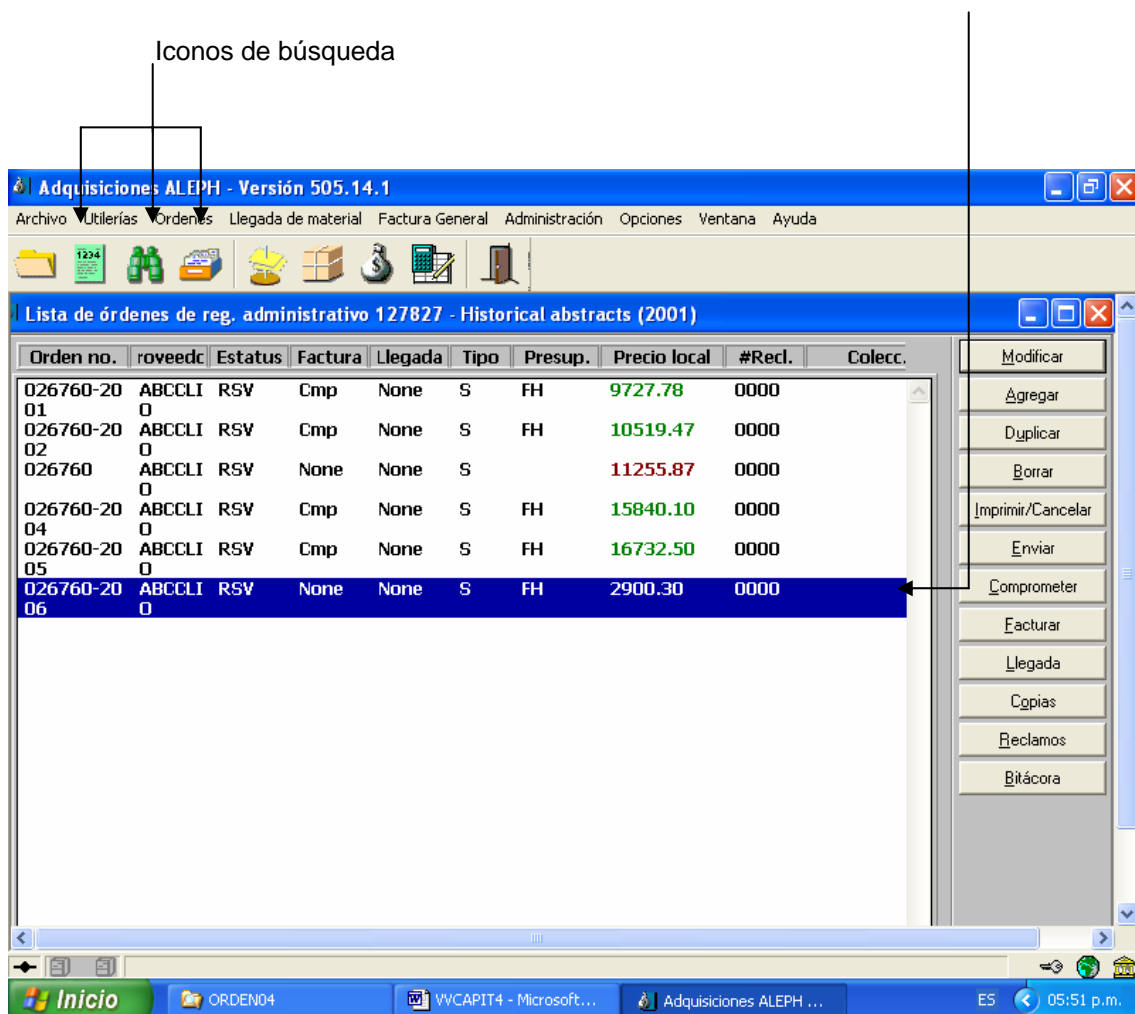 Iconos de búsqueda
Adquisiciones ALEPH - Versión 505.14.1
Archivo Utilerías Ordenes Llegada de material Factura General Administración Opciones Ventana Ayuda
1234
$
Lista de órdenes de reg. administrativo 127827 - Historical abstracts (2001)
Orden no. roveedc Estatus Factura Llegada Tipo Presup. Precio local #Recl. Colecc.
026760-20 ABCCLI RSV Cmp None S FH 9727.78 0000
01 O
026760-20 ABCCLI RSV Cmp None S FH 10519.47 0000
02 O
026760 ABCCLI RSV None None S 11255.87 0000
O
026760-20 ABCCLI RSV Cmp None S FH 15840.10 0000
04 O
026760-20 ABCCLI RSV Cmp None S FH 16732.50 0000
05 O
026760-20 ABCCLI RSV None None S FH 2900.30 0000
06 O
Modificar
Agregar
Duplicar
Borrar
Imprimir/Cancelar
Enviar
Comprometer
Facturar
Llegada
Copias
Reclamos
Bitácora
Inicio ORDEN04 VVCAPIT4 - Microsoft... Adquisiciones ALEPH ... ES 05:51 p.m.